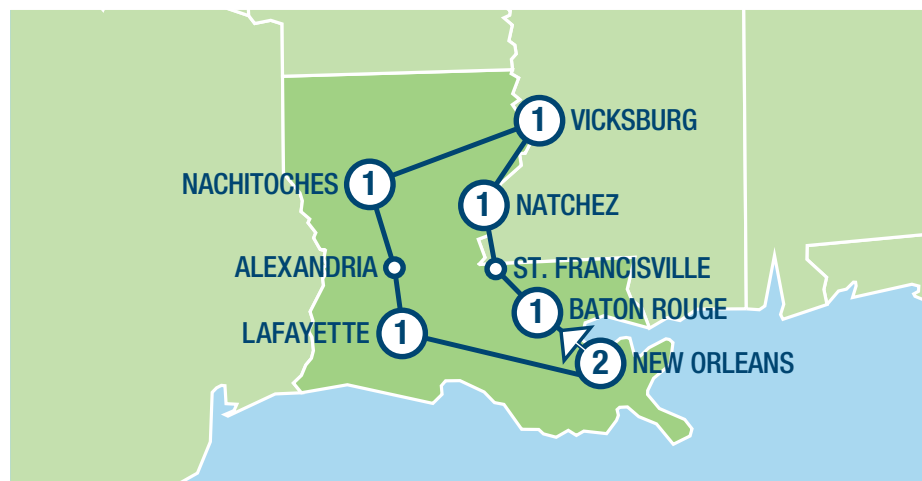 1 VICKSBURG
NACHITOCHES 1
1 NATCHEZ
ALEXANDRIA
ST. FRANCISVILLE
1 BATON ROUGE
LAFAYETTE 1
2 NEW ORLEANS